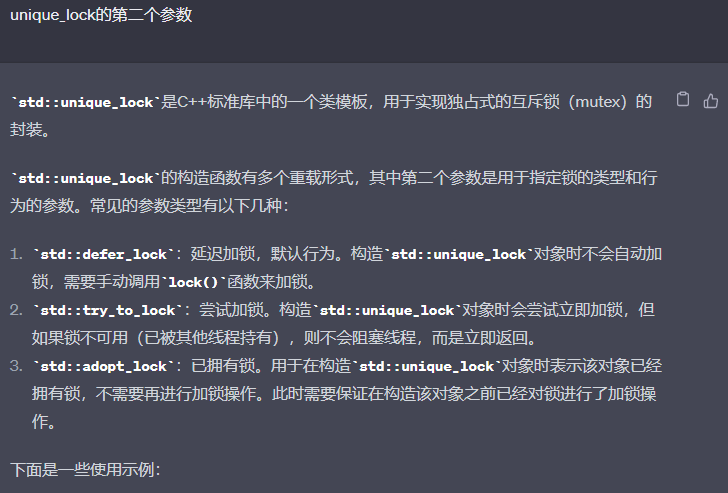 unique_lock的第二个参数
`std::unique_lock`是C++标准库中的一个类模板，用于实现独占式的互斥锁（mutex）的
封装。
`std::unique_lock`的构造函数有多个重载形式，其中第二个参数是用于指定锁的类型和行
为的参数。常见的参数类型有以下几种：
1. `std::defer_lock`：延迟加锁，默认行为。构造`std::unique_lock`对象时不会自动加
锁，需要手动调用`lock()`函数来加锁。
2. `std::try_to_lock`：尝试加锁。构造`std::unique_lock`对象时会尝试立即加锁，但
如果锁不可用（已被其他线程持有），则不会阻塞线程，而是立即返回。
3. `std::adopt_lock`：已拥有锁。用于在构造`std::unique_lock`对象时表示该对象已经
拥有锁，不需要再进行加锁操作。此时需要保证在构造该对象之前已经对锁进行了加锁操
作。
下面是一些使用示例：